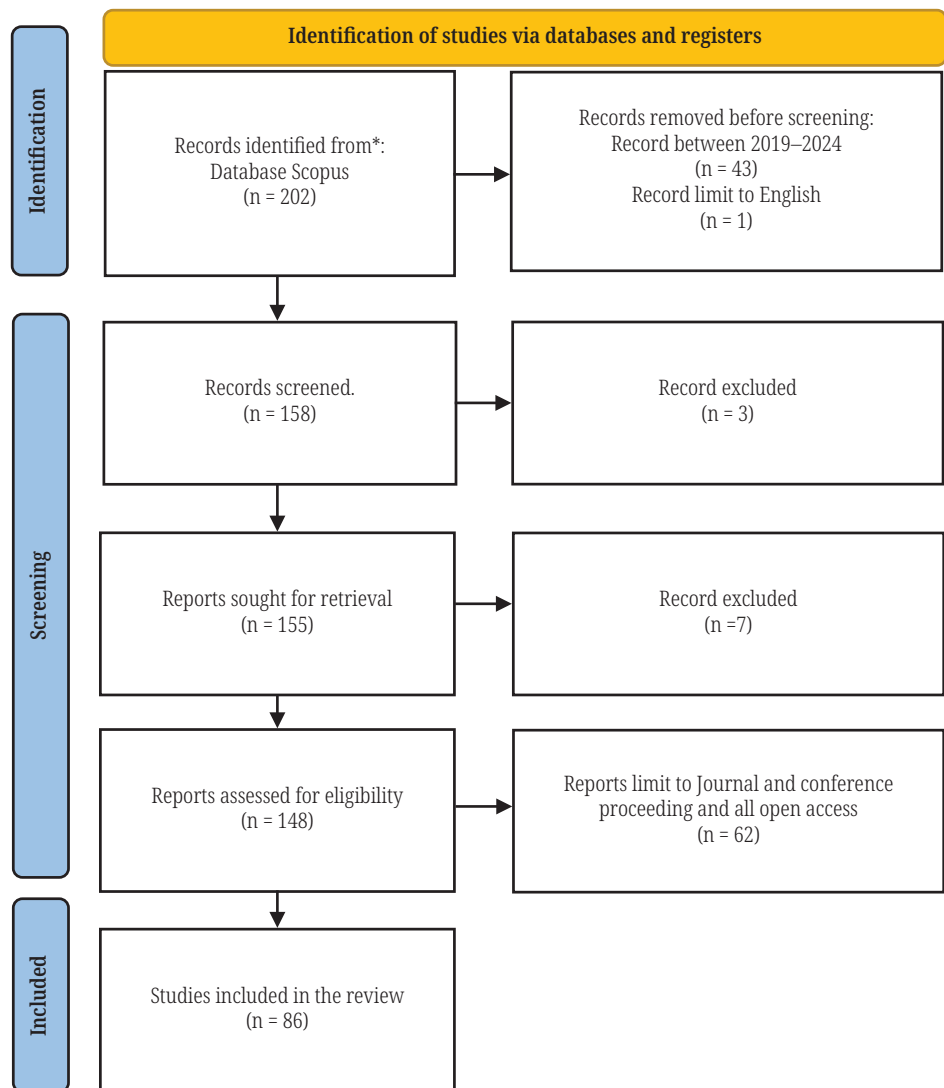 Identification of studies via databases and registers
Identification
Records identified from*:
Database Scopus
(n = 202)
Records removed before screening:
Record between 2019–2024
(n = 43)
Record limit to English
(n = 1)
Screening
Records screened.
(n = 158)
Record excluded
(n = 3)
Reports sought for retrieval
(n = 155)
Record excluded
(n =7)
Reports assessed for eligibility
(n = 148)
Reports limit to Journal and conference
proceeding and all open access
(n = 62)
Included
Studies included in the review
(n = 86)